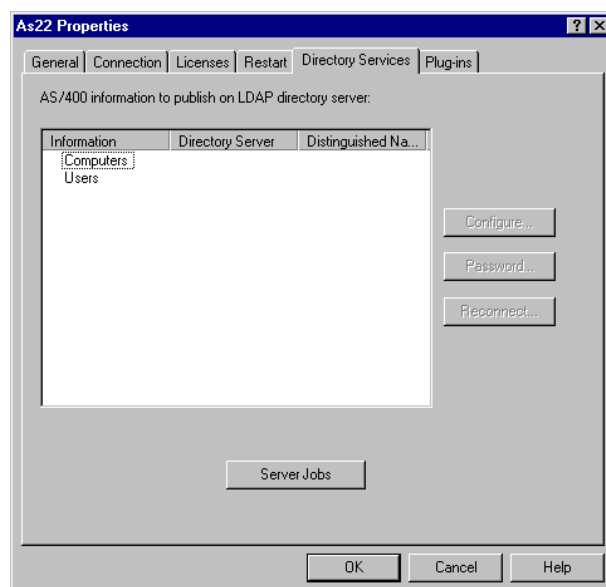 As22 Properties
General Connection Licenses Restart Directory Services Plug-ins
AS/400 information to publish on LDAP directory server:
Information Directory Server Distinguished Na...
Computers
Users
Configure...
Password...
Reconnect...
Server Jobs
OK Cancel Help